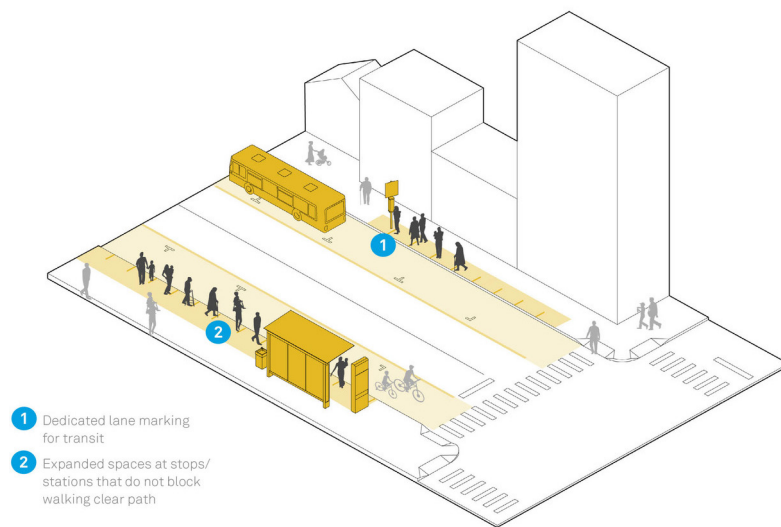 1
2
1 Dedicated lane marking
for transit
2 Expanded spaces at stops/
stations that do not block
walking clear path